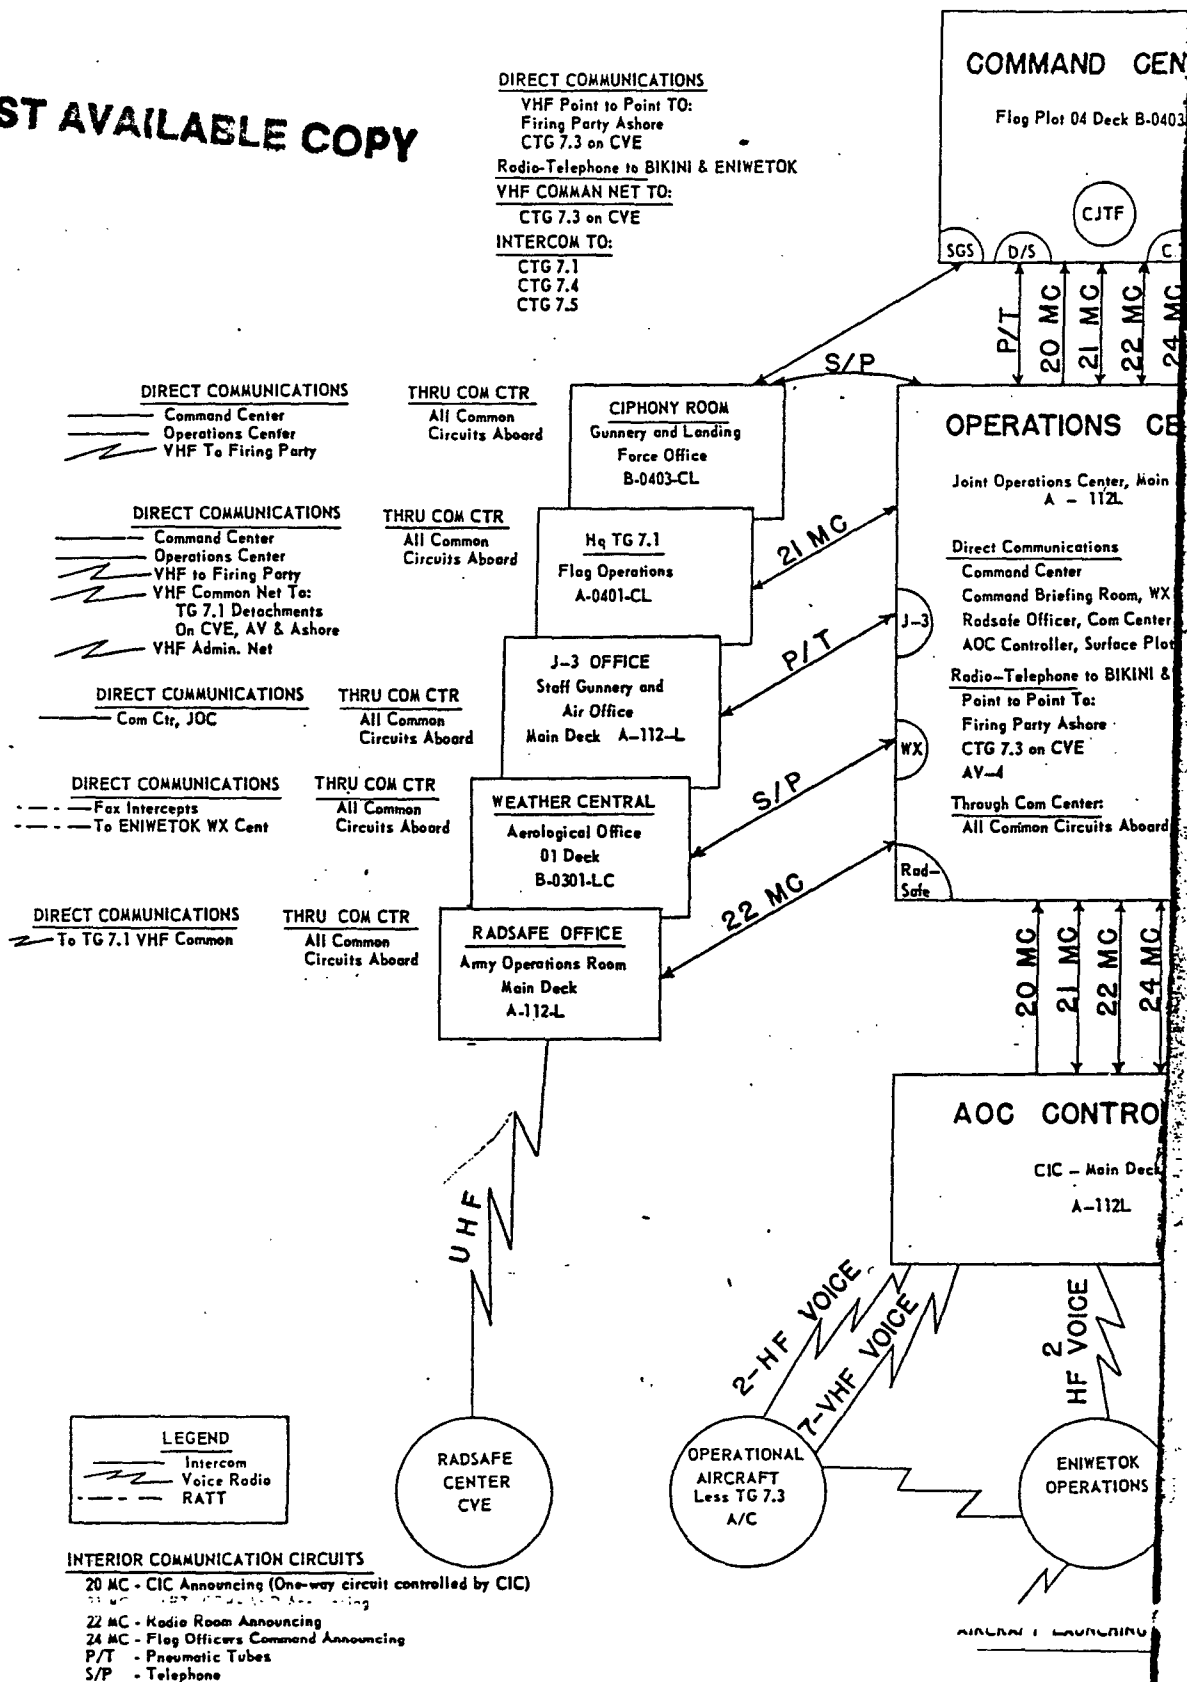 ST AVAILABLE COPY
DIRECT COMMUNICATIONS
VHF Point to Point TO:
Firing Party Ashore
CTG 7.3 on CVE
Radio-Telephone to BIKINI & ENIWETOK
VHF COMMAN NET TO:
CTG 7.3 on CVE
INTERCOM TO:
CTG 7.1
CTG 7.4
CTG 7.5
COMMAND CEN
Flag Plot 04 Deck B-0403
CJTF
SGS
D/S
C
P/T
20 MC
21 MC
22 MC
24 MC
S/P
DIRECT COMMUNICATIONS
Command Center
Operations Center
VHF To Firing Party
THRU COM CTR
All Common
Circuits Aboard
CIPHONY ROOM
Gunnery and Landing
Force Office
B-0403-CL
DIRECT COMMUNICATIONS
Command Center
Operations Center
VHF to Firing Party
VHF Common Net To:
TG 7.1 Detachments
On CVE, AV & Ashore
VHF Admin. Net
THRU COM CTR
All Common
Circuits Aboard
Hq TG 7.1
Flag Operations
A-0401-CL
21 MC
DIRECT COMMUNICATIONS
Com Ctr, JOC
THRU COM CTR
All Common
Circuits Aboard
J-3 OFFICE
Staff Gunnery and
Air Office
Main Deck A-112-L
P/T
DIRECT COMMUNICATIONS
Fax Intercepts
To ENIWETOK WX Cent
THRU COM CTR
All Common
Circuits Aboard
WEATHER CENTRAL
Aerological Office
01 Deck
B-0301-LC
S/P
DIRECT COMMUNICATIONS
To TG 7.1 VHF Common
THRU COM CTR
All Common
Circuits Aboard
RADSAFE OFFICE
Army Operations Room
Main Deck
A-112-L
22 MC
OPERATIONS CE
Joint Operations Center, Main
A - 112L
Direct Communications
Command Center
Command Briefing Room, WX
Radsafe Officer, Com Center
AOC Controller, Surface Plot
Radio-Telephone to BIKINI &
Point to Point To:
Firing Party Ashore
CTG 7.3 on CVE
AV-4
Through Com Center:
All Common Circuits Aboard
J-3
WX
Rad-
Safe
20 MC
21 MC
22 MC
24 MC
AOC CONTRO
CIC - Main Deck
A-112L
UHF
2-HF VOICE
7-VHF VOICE
2
HF VOICE
RADSAFE
CENTER
CVE
OPERATIONAL
AIRCRAFT
Less TG 7.3
A/C
ENIWETOK
OPERATIONS
AIRCRAFT LAUNCHING
LEGEND
Intercom
Voice Radio
RATT
INTERIOR COMMUNICATION CIRCUITS
20 MC - CIC Announcing (One-way circuit controlled by CIC)
22 MC - Radio Room Announcing
24 MC - Flag Officers Command Announcing
P/T - Pneumatic Tubes
S/P - Telephone